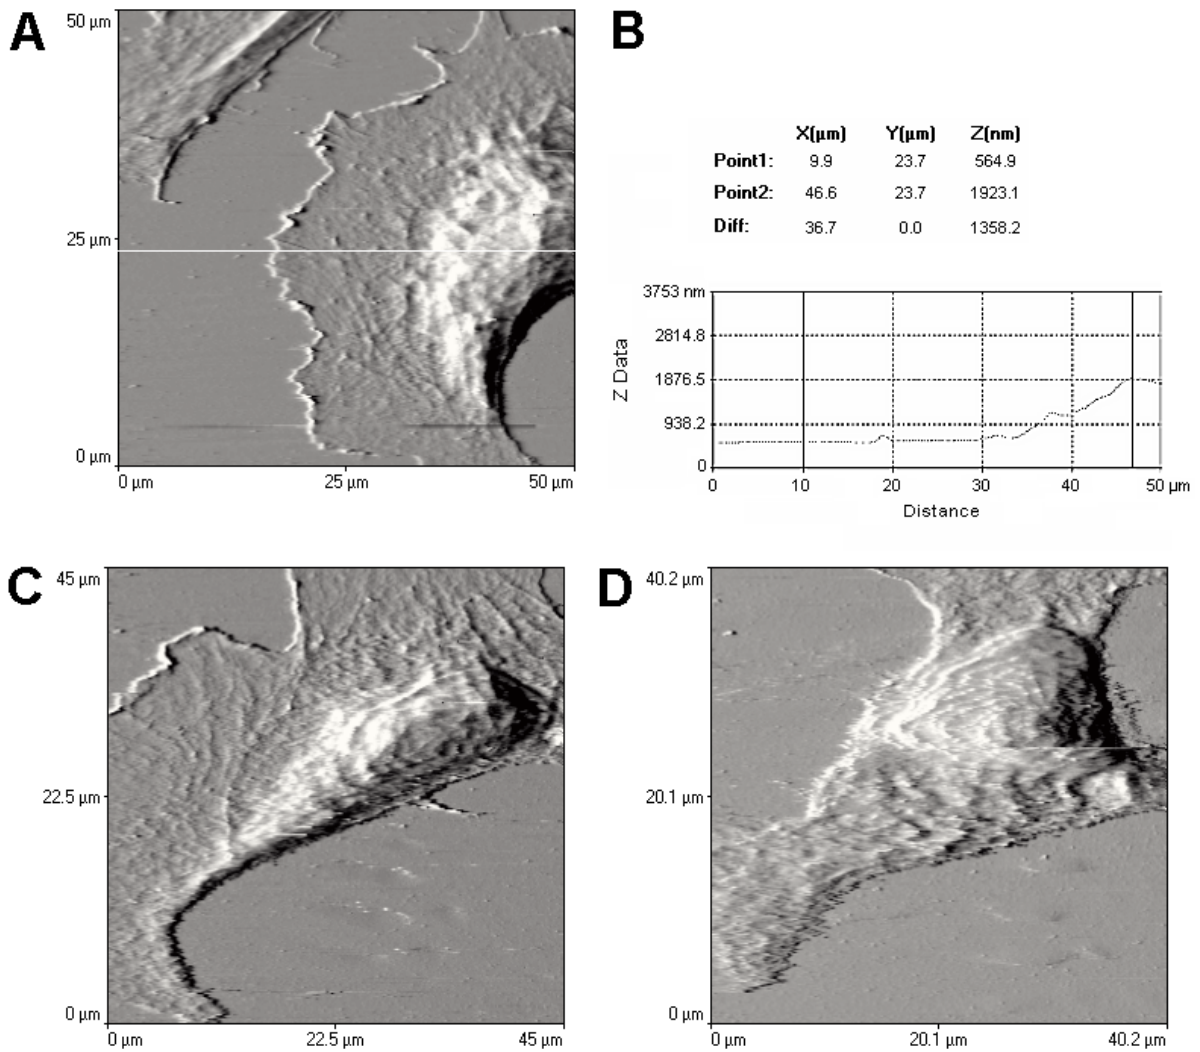 A
50 µm
25 µm
0 µm
0 µm 25 µm 50 µm
B
X(µm) Y(µm) Z(nm)
Point1: 9.9 23.7 564.9
Point2: 46.6 23.7 1923.1
Diff: 36.7 0.0 1358.2
3753 nm
2814.8
1876.5
938.2
0
Z Data
0 10 20 30 40 50 µm
Distance
C
45 µm
22.5 µm
0 µm
0 µm 22.5 µm 45 µm
D
40.2 µm
20.1 µm
0 µm
0 µm 20.1 µm 40.2 µm